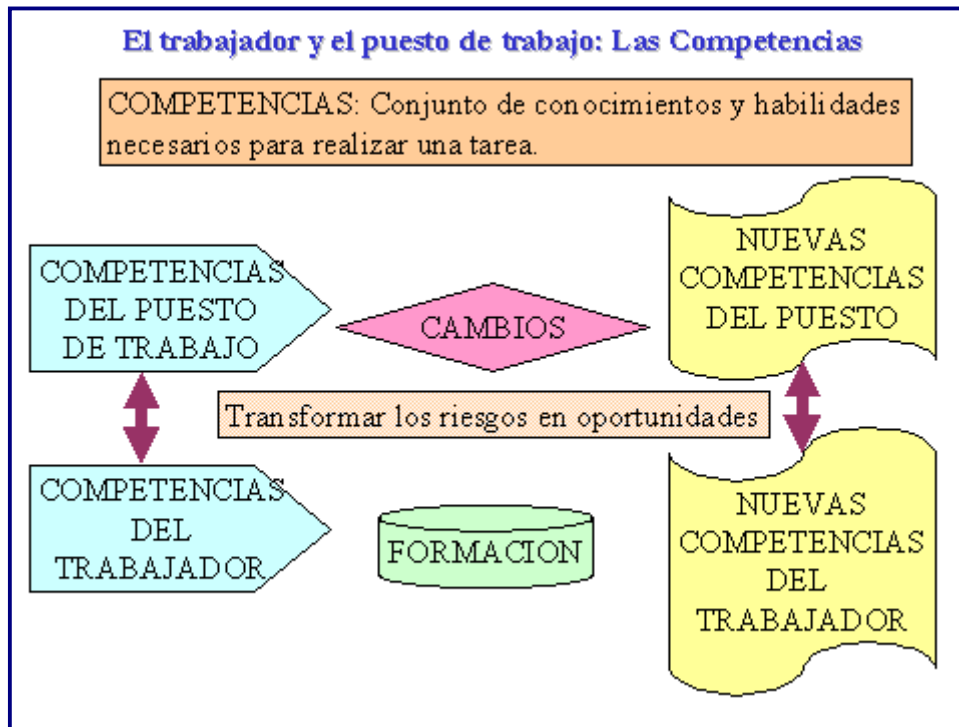 El trabajador y el puesto de trabajo: Las Competencias
COMPETENCIAS: Conjunto de conocimientos y habilidades
necesarios para realizar una tarea.
COMPETENCIAS
DEL PUESTO
DE TRABAJO
CAMBIOS
NUEVAS
COMPETENCIAS
DEL PUESTO
Transformar los riesgos en oportunidades
COMPETENCIAS
DEL
TRABAJADOR
FORMACION
NUEVAS
COMPETENCIAS
DEL
TRABAJADOR